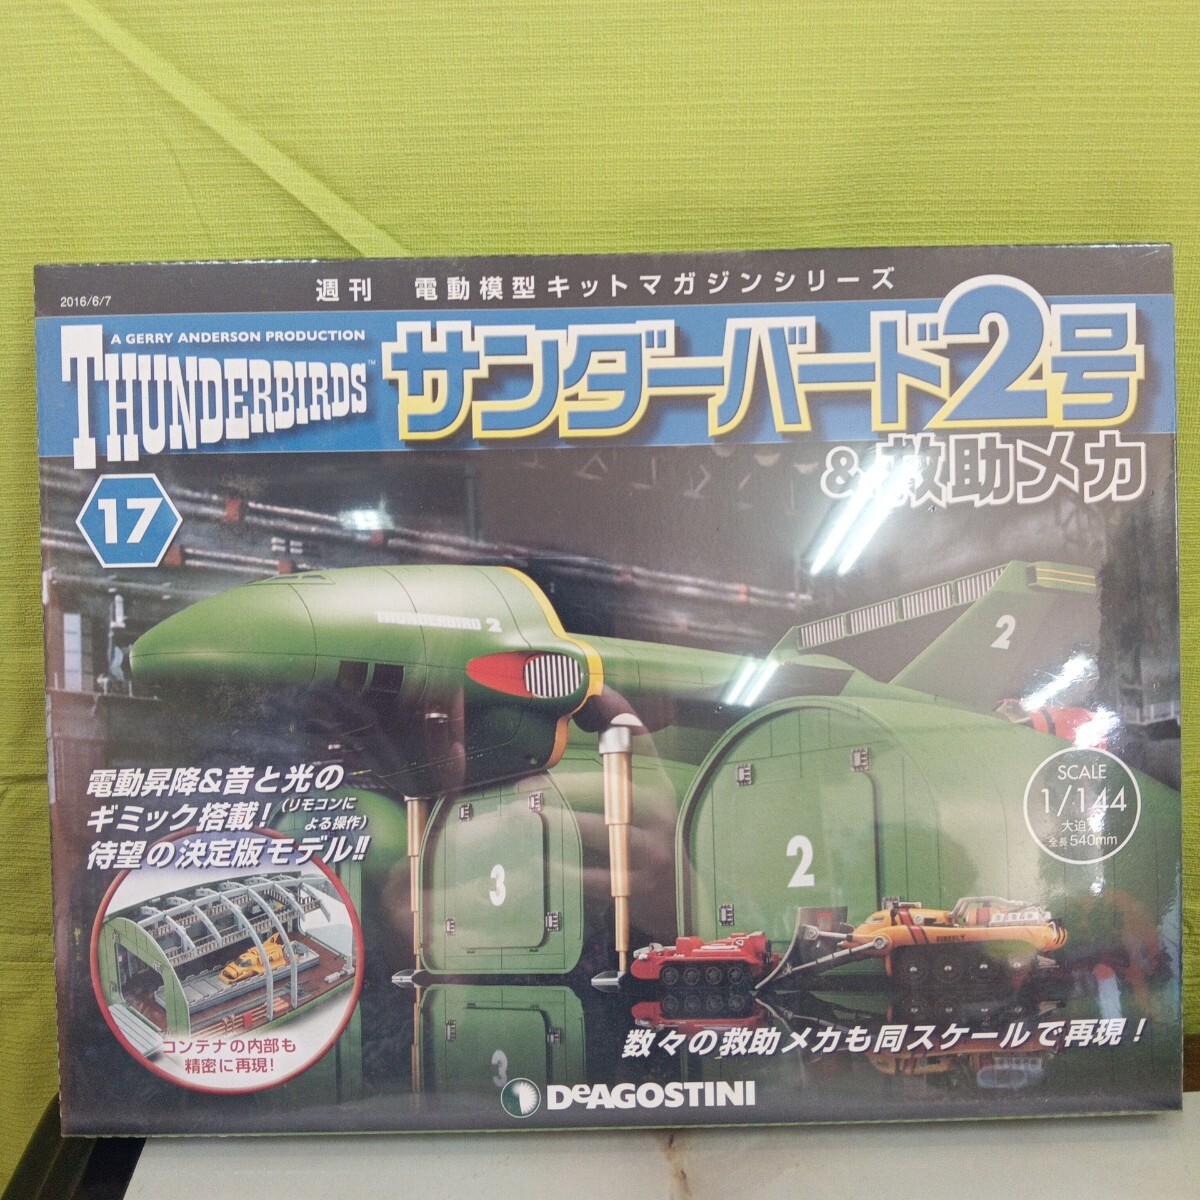 週刊 電動模型キットマガジンシリーズ
2016/6/7
A GERRY ANDERSON PRODUCTION
THUNDERBIRDS™
サンダーバード2号
&救助メカ
17
THUNDERBIRD 2
2
電動昇降&音と光の
ギミック搭載!(リモコンに
よる操作)
待望の決定版モデル!!
SCALE
1/144
全長540mm
3
2
FIREFLY
コンテナの内部も
精密に再現!
数々の救助メカも同スケールで再現!
3
DeAGOSTINI